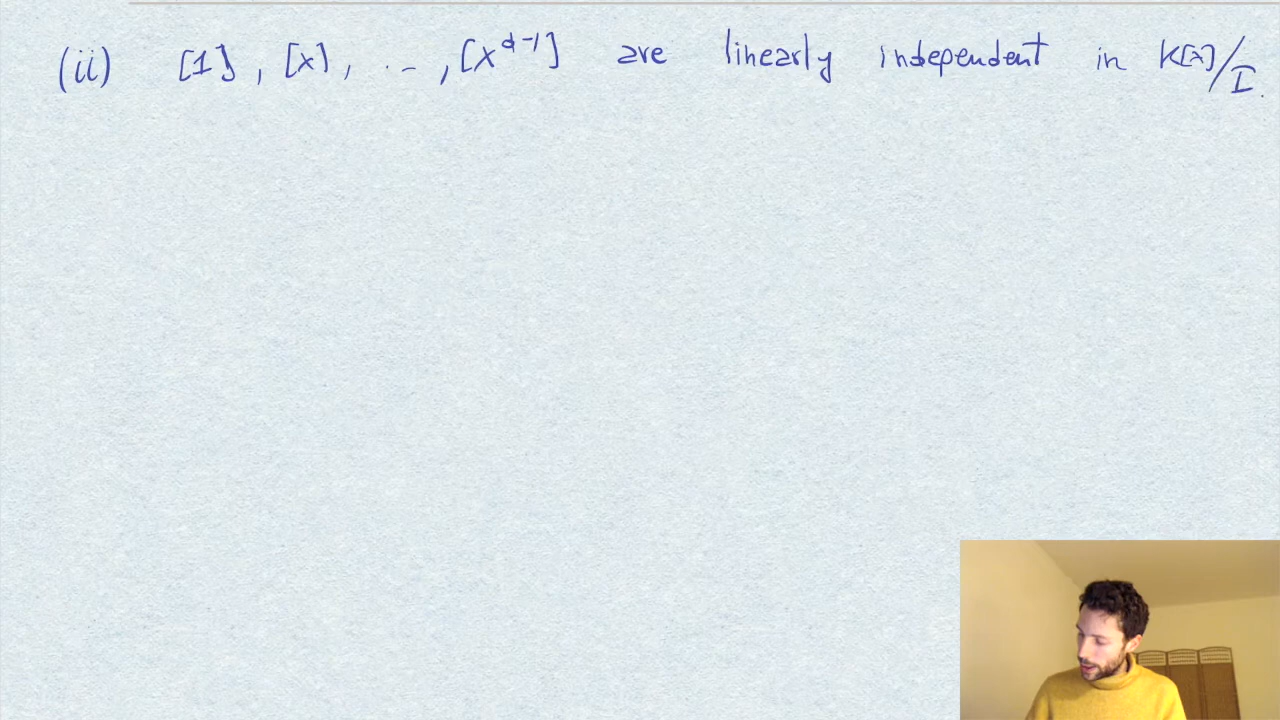 (ii) [1], [x], ..., [x^{d-1}] are linearly independent in K[x]/I.